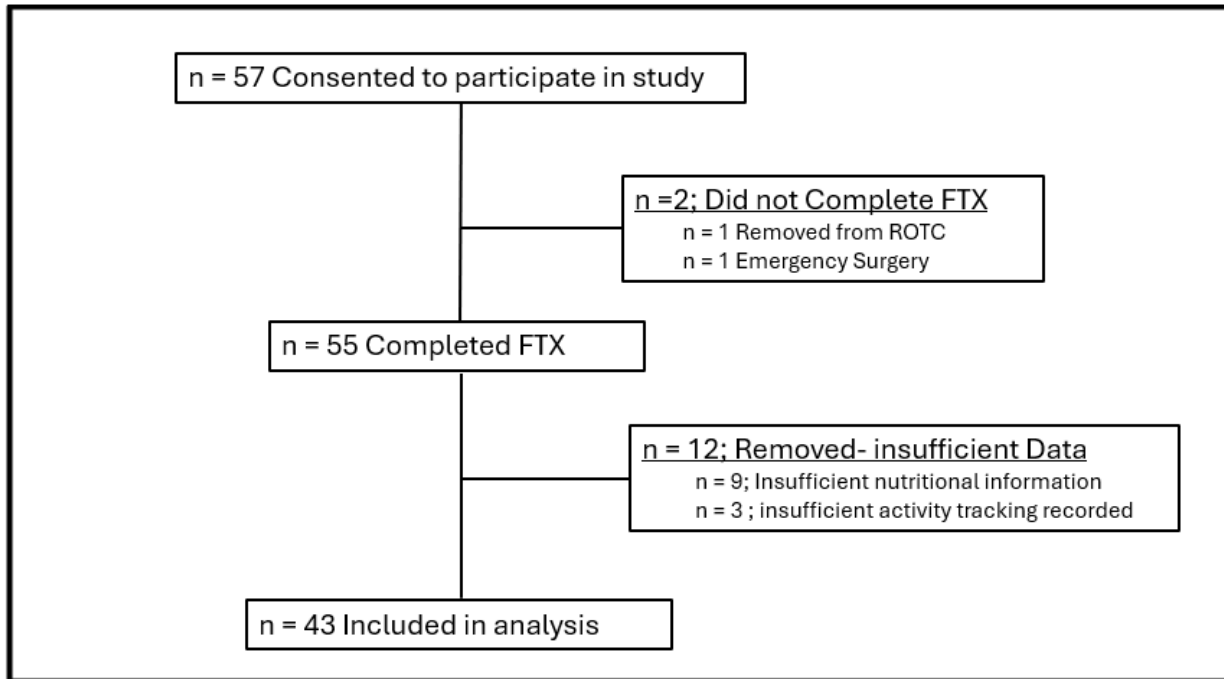 n = 57 Consented to participate in study
n =2; Did not Complete FTX
n = 1 Removed from ROTC
n = 1 Emergency Surgery
n = 55 Completed FTX
n = 12; Removed- insufficient Data
n = 9; Insufficient nutritional information
n = 3 ; insufficient activity tracking recorded
n = 43 Included in analysis